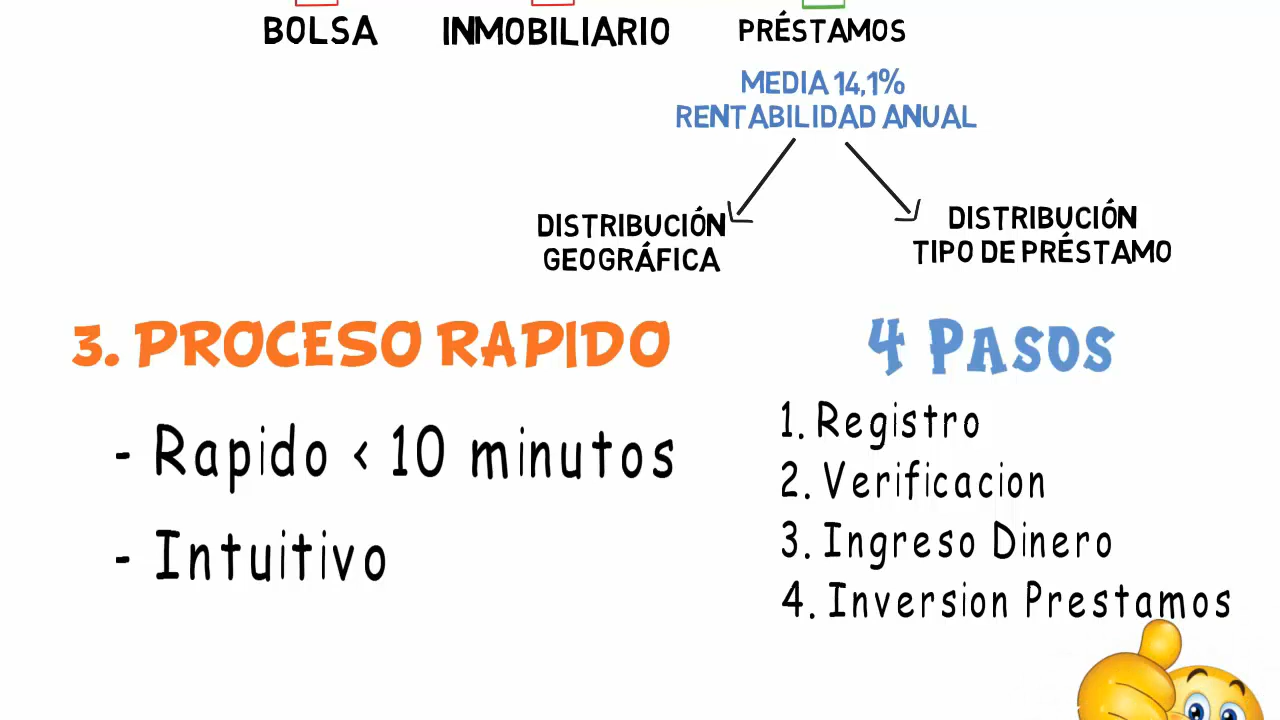 BOLSA
INMOBILIARIO
PRÉSTAMOS
MEDIA 14,1%
RENTABILIDAD ANUAL
DISTRIBUCIÓN
GEOGRÁFICA
DISTRIBUCIÓN
TIPO DE PRÉSTAMO
3. PROCESO RAPIDO
- Rapido < 10 minutos
- Intuitivo
4 PASOS
1. Registro
2. Verificacion
3. Ingreso Dinero
4. Inversion Prestamos